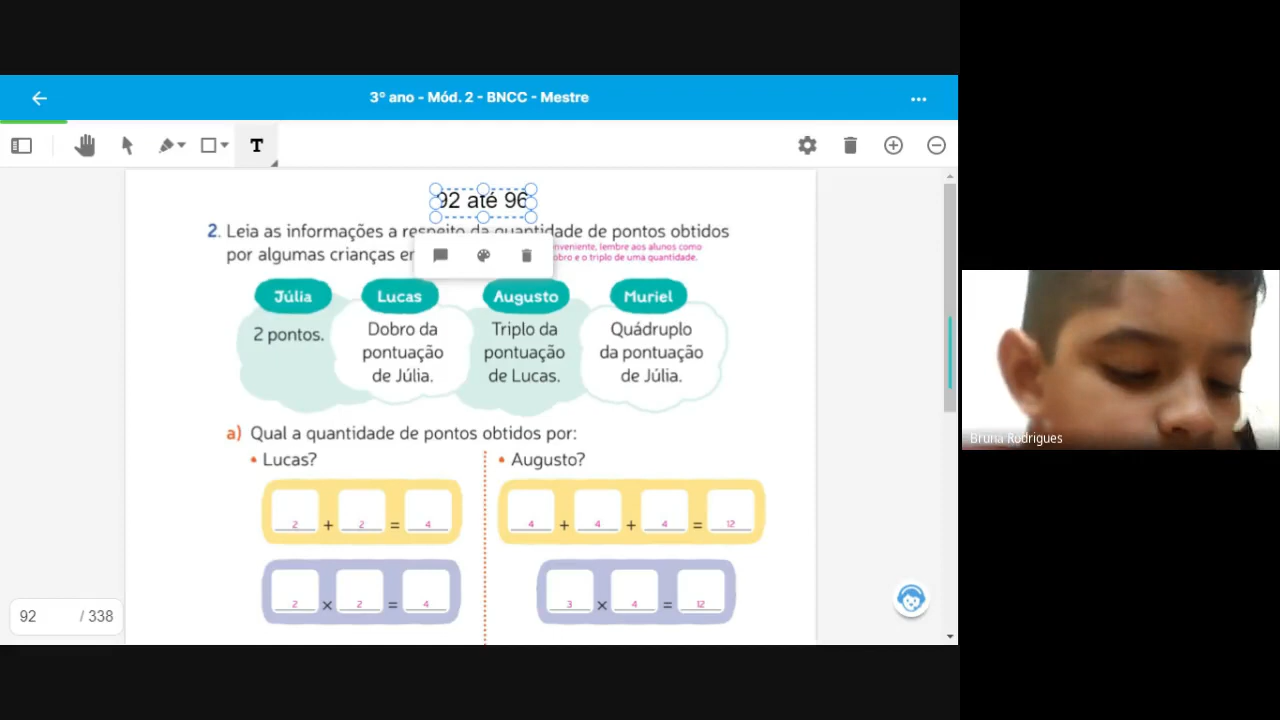 3º ano - Mód. 2 - BNCC - Mestre
T
92 até 96
2. Leia as informações a respeito da quantidade de pontos obtidos
por algumas crianças
nveniente, lembre aos alunos como
obro e o triplo de uma quantidade.
Júlia Lucas Augusto Muriel
2 pontos. Dobro da Triplo da Quádruplo
pontuação pontuação da pontuação
de Júlia. de Lucas. de Júlia.
a) Qual a quantidade de pontos obtidos por:
• Lucas? • Augusto?
2 + 2 = 4 4 + 4 + 4 = 12
2 × 2 = 4 3 × 4 = 12
92 / 338
Bruna Rodrigues